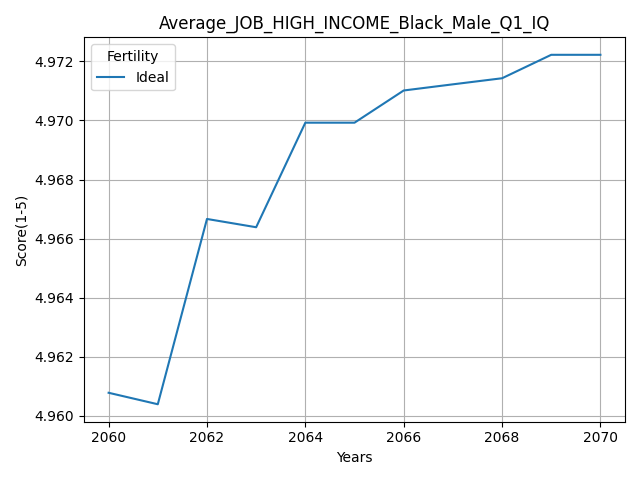 Average_JOB_HIGH_INCOME_Black_Male_Q1_IQ
Fertility
Ideal
Score(1-5)
4.972
4.970
4.968
4.966
4.964
4.962
4.960
2060 2062 2064 2066 2068 2070
Years